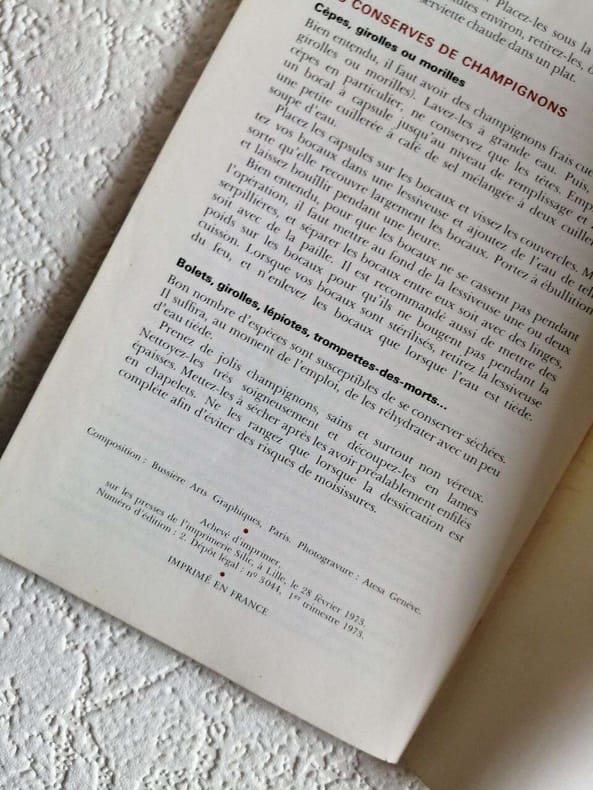 Placez-les sous la
utes environ, retirez-les,
serviette chaude dans un plat.
CONSERVES DE CHAMPIGNONS
Cèpes, girolles ou morilles
Bien entendu, il faut avoir des champignons frais
girolles ou morilles). Lavez-les à grande eau. Puis,
cèpes en particulier, ne conservez que les têtes.
un bocal à capsule jusqu'au niveau de remplissage et
une petite cuillerée à café de sel mélangée à deux
soupe d'eau.
Placez les capsules sur les bocaux et vissez les couvercles.
tez vos bocaux dans une lessiveuse et ajoutez de l'eau de
sorte qu'elle recouvre largement les bocaux. Portez à ébullition
et laissez bouillir pendant une heure.
Bien entendu, pour que les bocaux ne se cassent pas pendant
l'opération, il faut mettre au fond de la lessiveuse une ou deux
serpillières, et séparer les bocaux entre eux soit avec des linges,
soit avec de la paille. Il est recommandé aussi de mettre des
poids sur les bocaux pour qu'ils ne bougent pas pendant la
cuisson. Lorsque vos bocaux sont stérilisés, retirez la lessiveuse
du feu, et n'enlevez les bocaux que lorsque l'eau est tiède.
Bolets, girolles, lépiotes, trompettes-des-morts...
Bon nombre d'espèces sont susceptibles de se conserver séchées.
Il suffira, au moment de l'emploi, de les réhydrater avec un peu
d'eau tiède.
Prenez de jolis champignons, sains et surtout non véreux.
Nettoyez-les très soigneusement et découpez-les en lames
épaisses. Mettez-les à sécher après les avoir préalablement enfilés
en chapelets. Ne les rangez que lorsque la dessiccation est
complète afin d'éviter des risques de moisissures.
Composition : Bussière Arts Graphiques, Paris. Photogravure : Atesa Genève.
Achevé d'imprimer,
sur les presses de l'imprimerie Silic, à Lille, le 28 février 1973.
Numéro d'édition : 2. Dépôt légal : nº 3044, 1er trimestre 1973.
IMPRIMÉ EN FRANCE